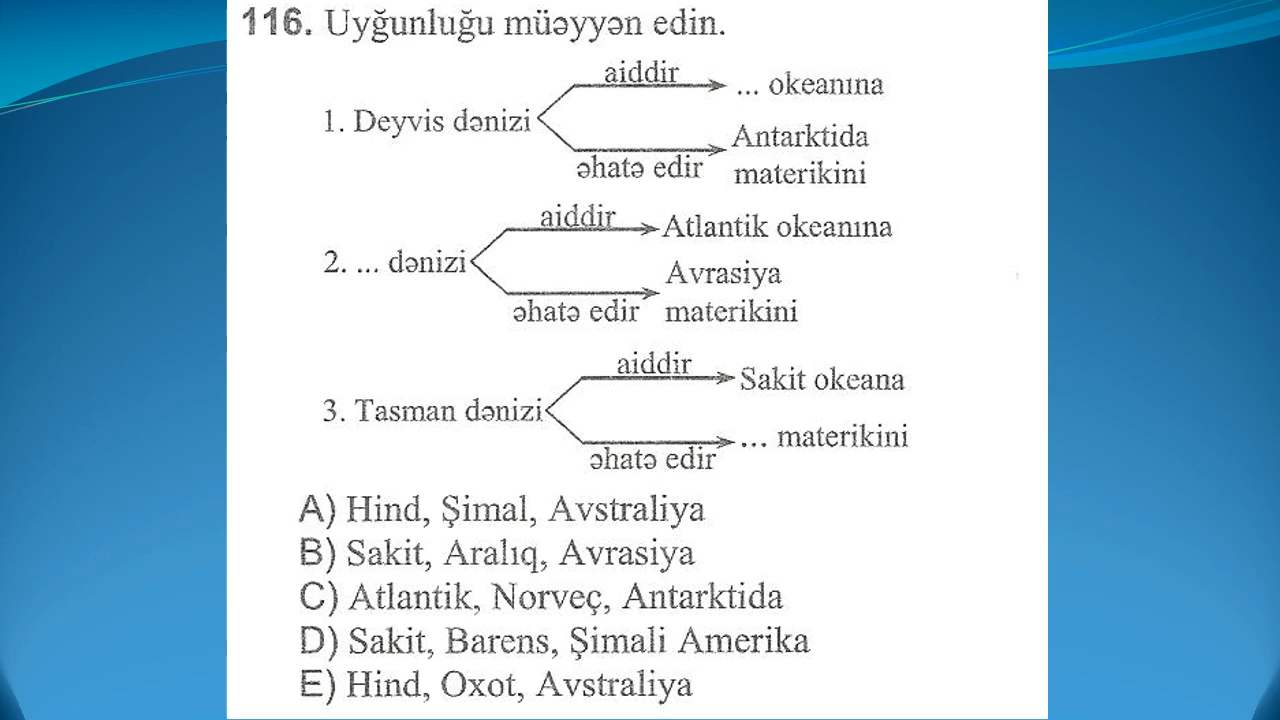 116. Uyğunluğu müəyyən edin.
aiddir
... okeanına
1. Deyvis dənizi
Antarktida
əhatə edir materikini
aiddir
Atlantik okeanına
2. ... dənizi
Avrasiya
əhatə edir materikini
aiddir
Sakit okeana
3. Tasman dənizi
... materikini
əhatə edir
A) Hind, Şimal, Avstraliya
B) Sakit, Aralıq, Avrasiya
C) Atlantik, Norveç, Antarktida
D) Sakit, Barens, Şimali Amerika
E) Hind, Oxot, Avstraliya